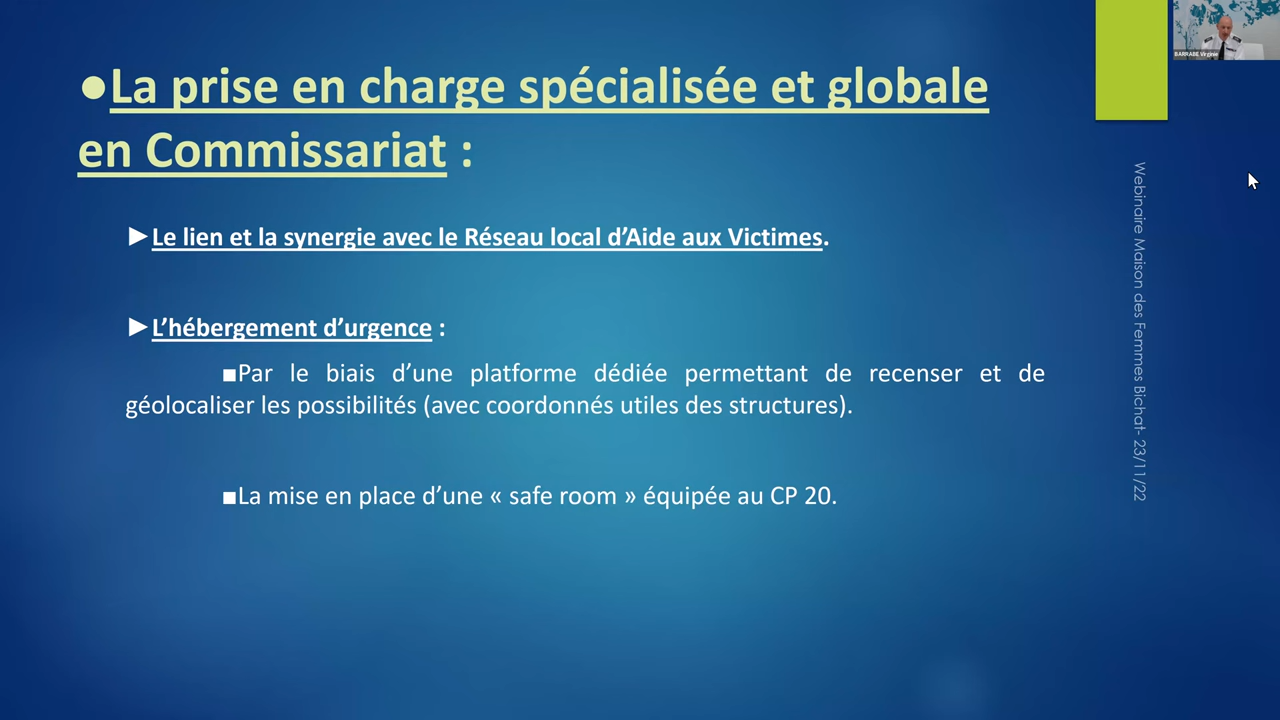 ●La prise en charge spécialisée et globale
en Commissariat :
►Le lien et la synergie avec le Réseau local d’Aide aux Victimes.
►L’hébergement d’urgence :
■Par le biais d’une platforme dédiée permettant de recenser et de
géolocaliser les possibilités (avec coordonnés utiles des structures).
■La mise en place d’une « safe room » équipée au CP 20.
Webinaire Maison des Femmes Bichat- 23/11/22
BARRABE Virginie